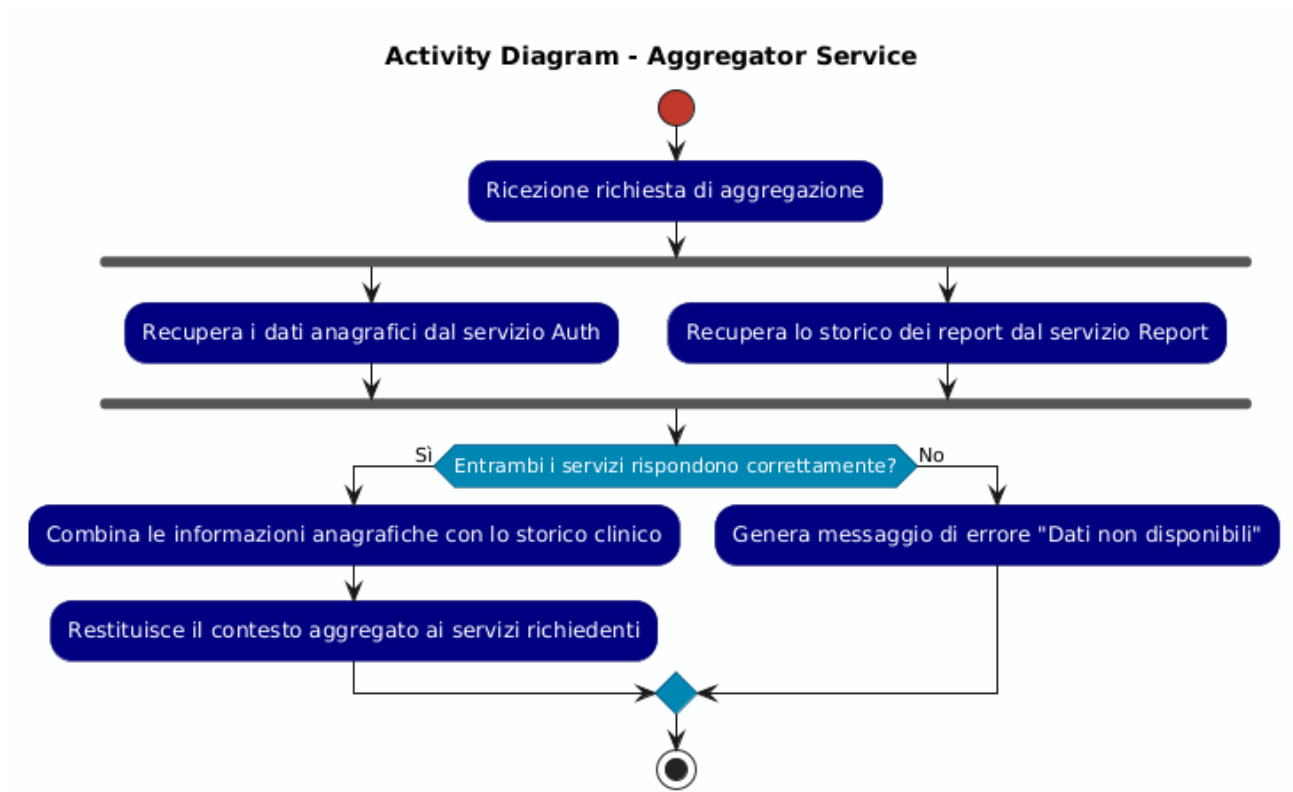 Activity Diagram - Aggregator Service
Ricezione richiesta di aggregazione
Recupera i dati anagrafici dal servizio Auth
Recupera lo storico dei report dal servizio Report
Sì
Entrambi i servizi rispondono correttamente?
No
Combina le informazioni anagrafiche con lo storico clinico
Genera messaggio di errore "Dati non disponibili"
Restituisce il contesto aggregato ai servizi richiedenti